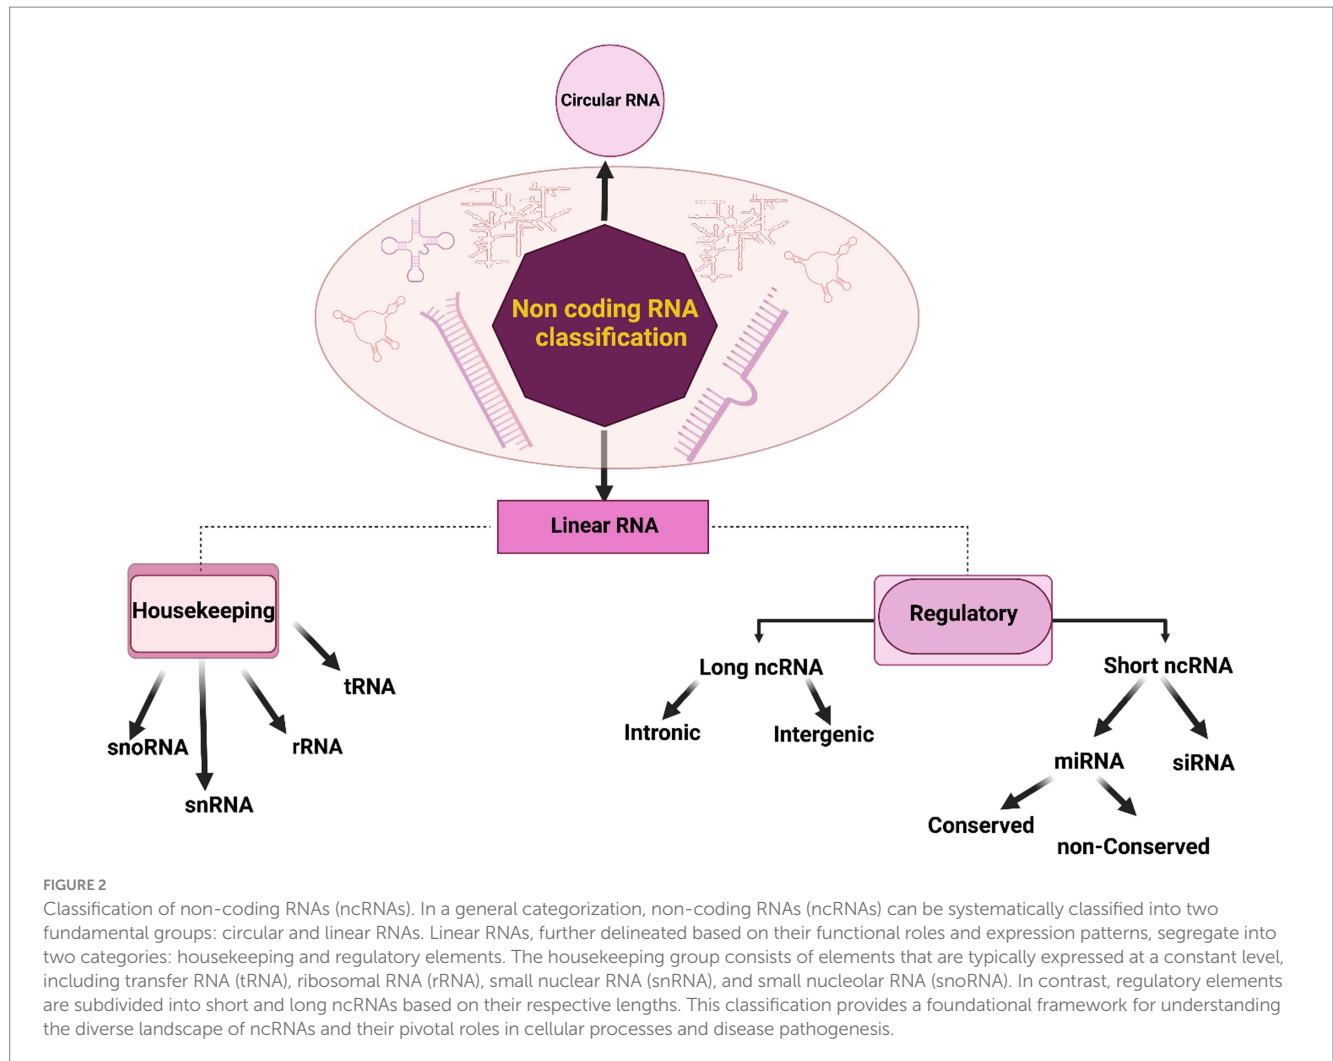 Circular RNA
Non coding RNA
classification
Linear RNA
Housekeeping
tRNA
snoRNA
rRNA
snRNA
Regulatory
Long ncRNA
Short ncRNA
Intronic
Intergenic
miRNA
siRNA
Conserved
non-Conserved
FIGURE 2
Classification of non-coding RNAs (ncRNAs). In a general categorization, non-coding RNAs (ncRNAs) can be systematically classified into two
fundamental groups: circular and linear RNAs. Linear RNAs, further delineated based on their functional roles and expression patterns, segregate into
two categories: housekeeping and regulatory elements. The housekeeping group consists of elements that are typically expressed at a constant level,
including transfer RNA (tRNA), ribosomal RNA (rRNA), small nuclear RNA (snRNA), and small nucleolar RNA (snoRNA). In contrast, regulatory elements
are subdivided into short and long ncRNAs based on their respective lengths. This classification provides a foundational framework for understanding
the diverse landscape of ncRNAs and their pivotal roles in cellular processes and disease pathogenesis.